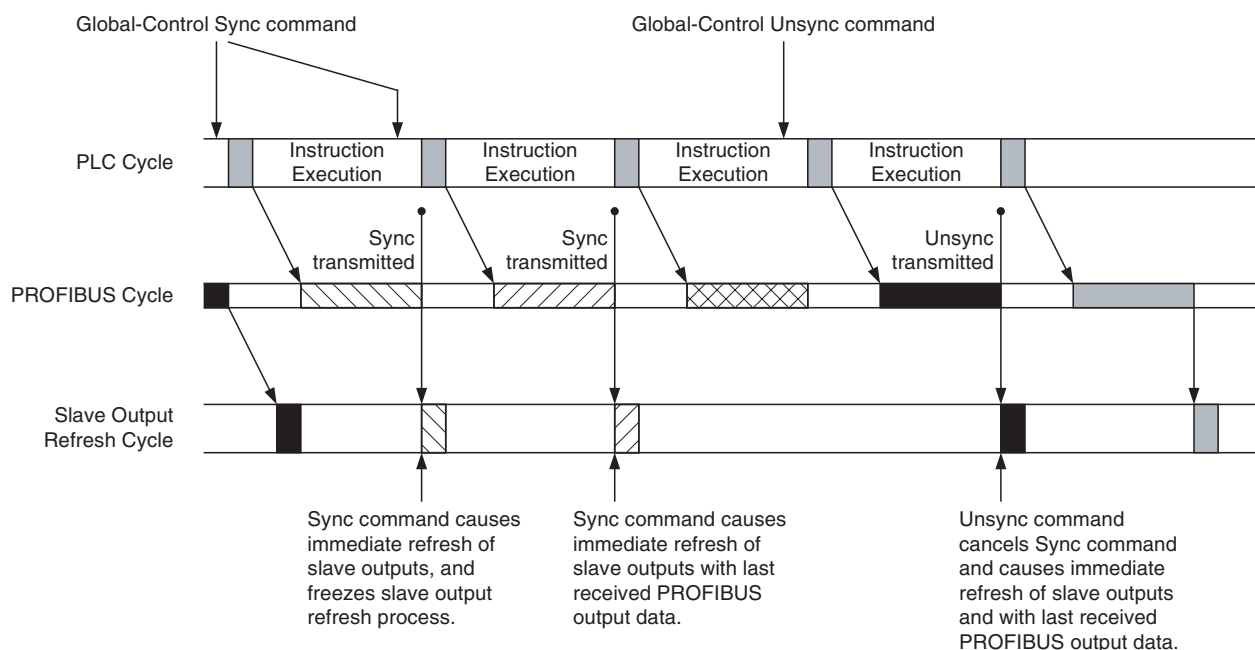 Global-Control Sync command
Global-Control Unsync command
PLC Cycle
Instruction
Execution
Instruction
Execution
Instruction
Execution
Instruction
Execution
Sync
transmitted
Sync
transmitted
Unsync
transmitted
PROFIBUS Cycle
Slave Output
Refresh Cycle
Sync command causes
immediate refresh of
slave outputs, and
freezes slave output
refresh process.
Sync command causes
immediate refresh of
slave outputs with last
received PROFIBUS
output data.
Unsync command
cancels Sync command
and causes immediate
refresh of slave outputs
and with last received
PROFIBUS output data.